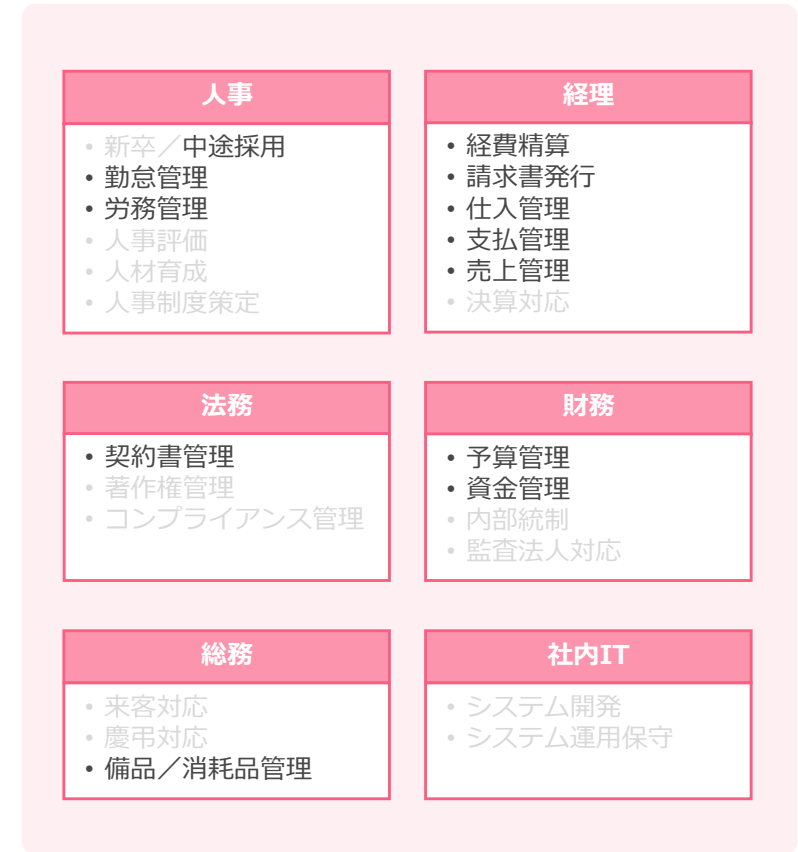 人事
• 新卒／中途採用
• 勤怠管理
• 労務管理
• 人事評価
• 人材育成
• 人事制度策定
経理
• 経費精算
• 請求書発行
• 仕入管理
• 支払管理
• 売上管理
• 決算対応
法務
• 契約書管理
• 著作権管理
• コンプライアンス管理
財務
• 予算管理
• 資金管理
• 内部統制
• 監査法人対応
総務
• 来客対応
• 慶弔対応
• 備品／消耗品管理
社内IT
• システム開発
• システム運用保守